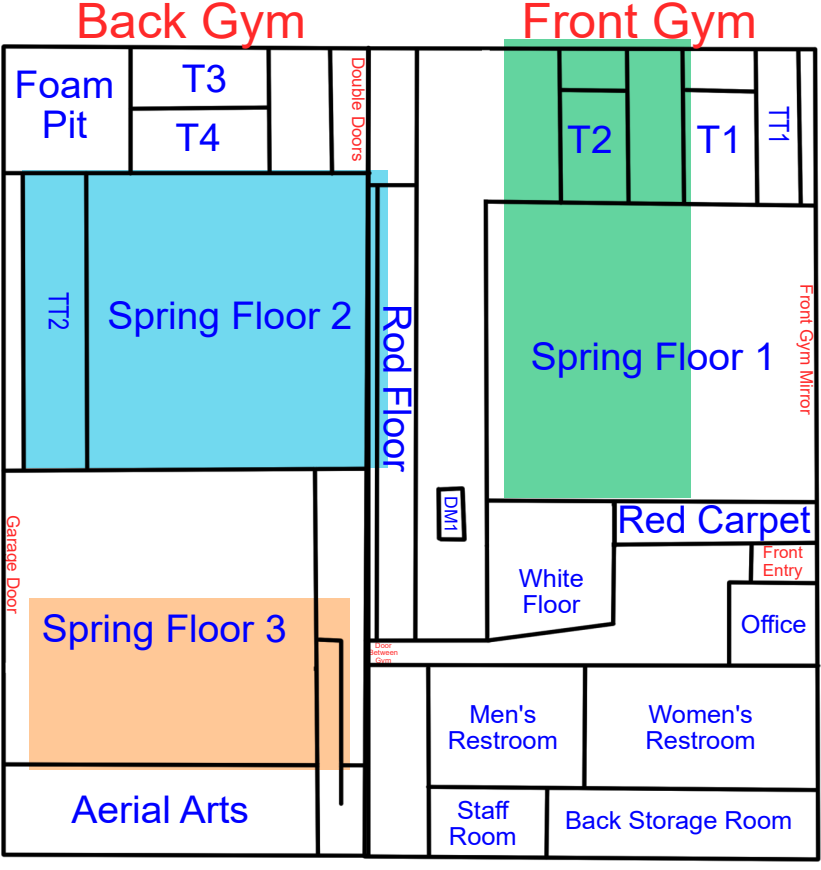 Back Gym
Front Gym
Foam
Pit
T3
T4
Double Doors
T2
T1
TT1
TT2
Spring Floor 2
Rod Floor
Spring Floor 1
Front Gym Mirror
DM1
Red Carpet
Front
Entry
White
Floor
Office
Garage Door
Spring Floor 3
Door
Between
Gym
Men's
Restroom
Women's
Restroom
Aerial Arts
Staff
Room
Back Storage Room